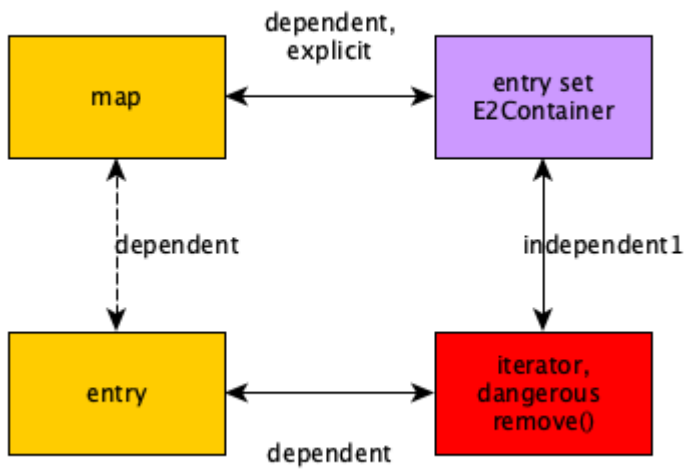 dependent,
explicit
map
entry set
E2Container
dependent
independent1
entry
iterator,
dangerous
remove()
dependent